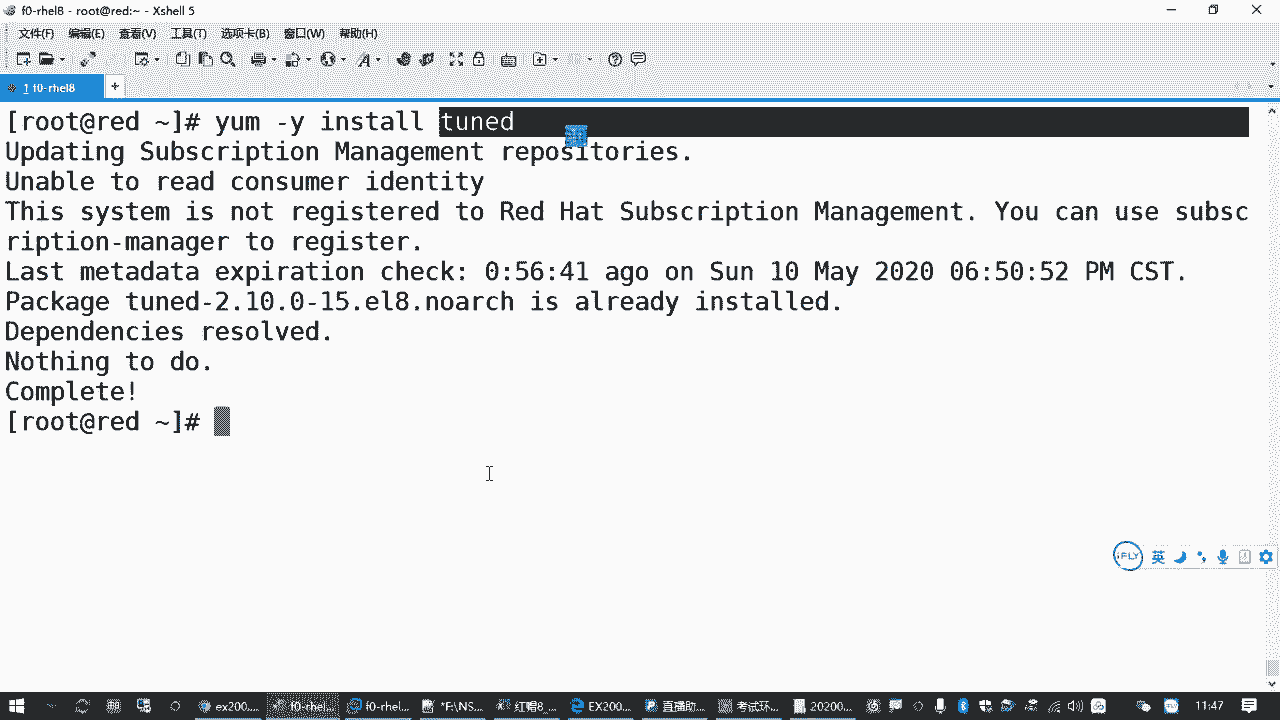 f0-rhel8 - root@red:~ - Xshell 5
文件(F) 编辑(E) 查看(V) 工具(T) 选项卡(B) 窗口(W) 帮助(H)
1 f0-rhel8
[root@red ~]# yum -y install tuned
Updating Subscription Management repositories.
Unable to read consumer identity
This system is not registered to Red Hat Subscription Management. You can use subsc
ription-manager to register.
Last metadata expiration check: 0:56:41 ago on Sun 10 May 2020 06:50:52 PM CST.
Package tuned-2.10.0-15.el8.noarch is already installed.
Dependencies resolved.
Nothing to do.
Complete!
[root@red ~]#
iFLY 英
ex200... f0-rhel... f0-rhel... *F:\NS... 红帽8_... EX200... 直播助... 考试环... 20200... 11:47